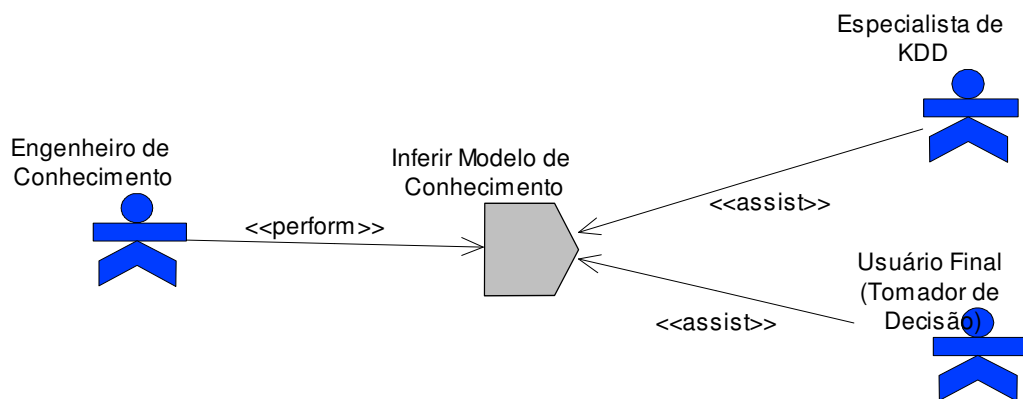 Especialista de
KDD
Engenheiro de
Conhecimento
Inferir Modelo de
Conhecimento
<<perform>>
<<assist>>
Usuário Final
(Tomador de
Decisão)
<<assist>>